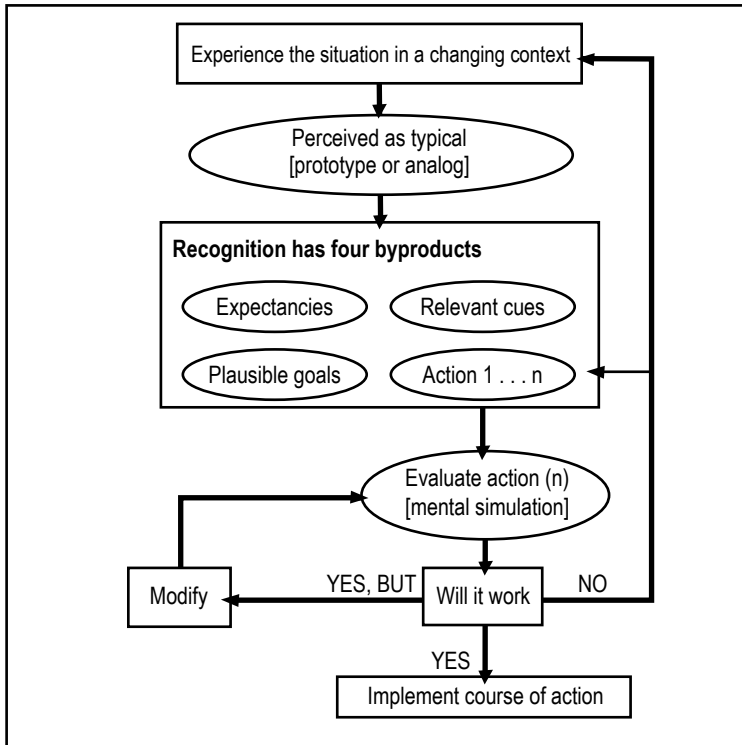 Experience the situation in a changing context
Perceived as typical
[prototype or analog]
Recognition has four byproducts
Expectancies
Relevant cues
Plausible goals
Action 1 . . . n
Evaluate action (n)
[mental simulation]
Modify
YES, BUT
Will it work
NO
YES
Implement course of action